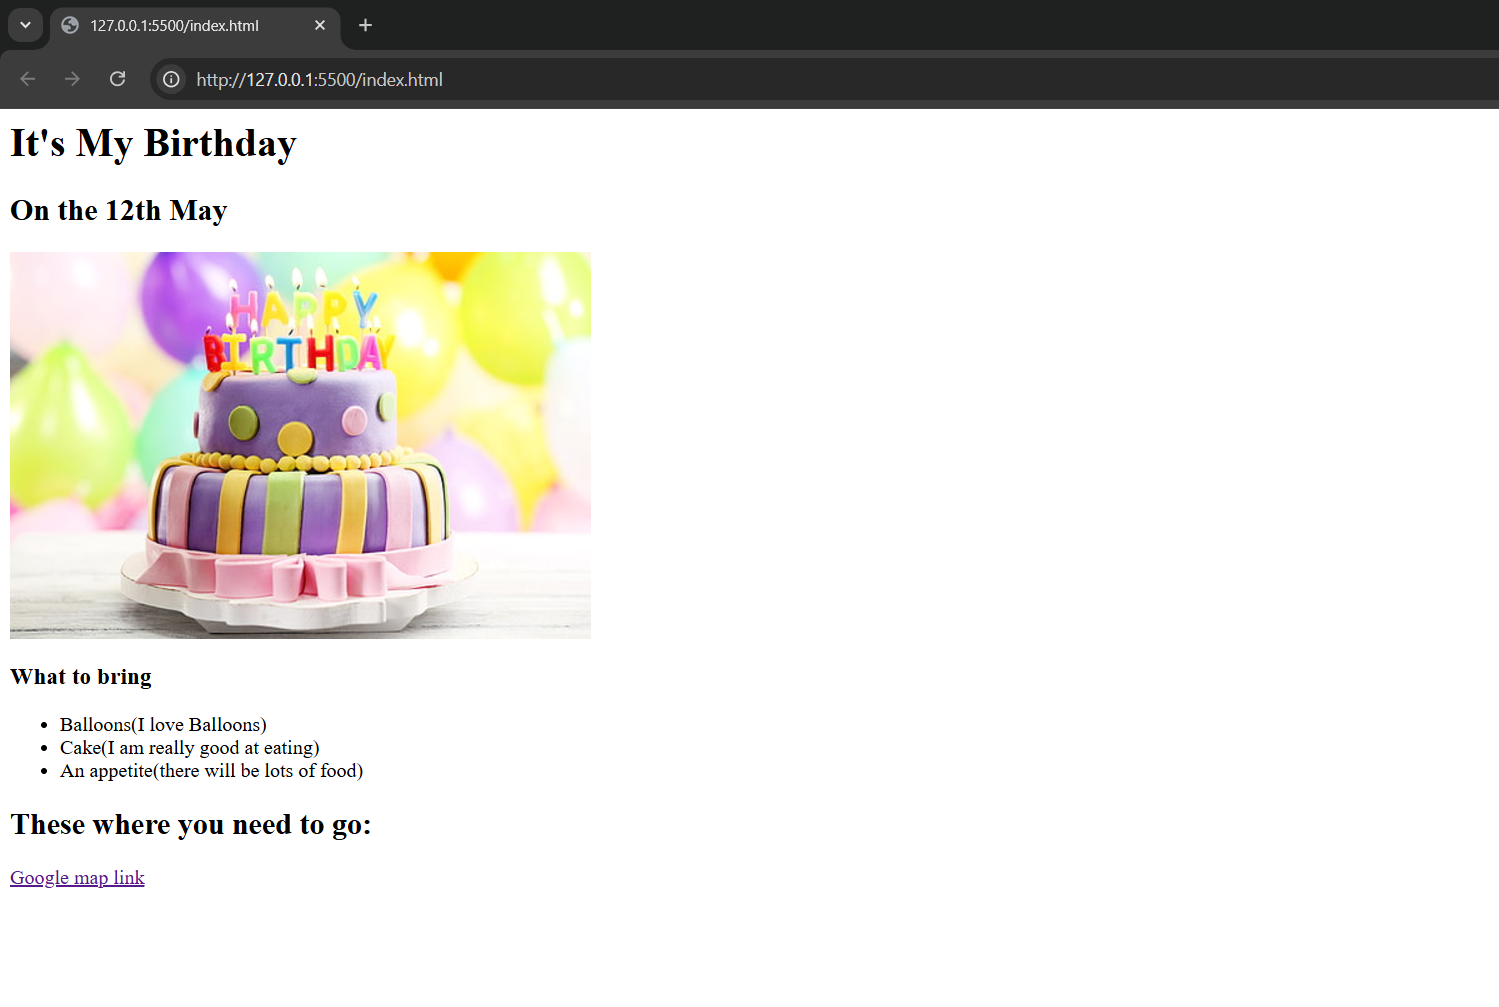 127.0.0.1:5500/index.html
http://127.0.0.1:5500/index.html
It's My Birthday
On the 12th May
HAPPY
BIRTHDAY
What to bring
Balloons(I love Balloons)
Cake(I am really good at eating)
An appetite(there will be lots of food)
These where you need to go:
Google map link